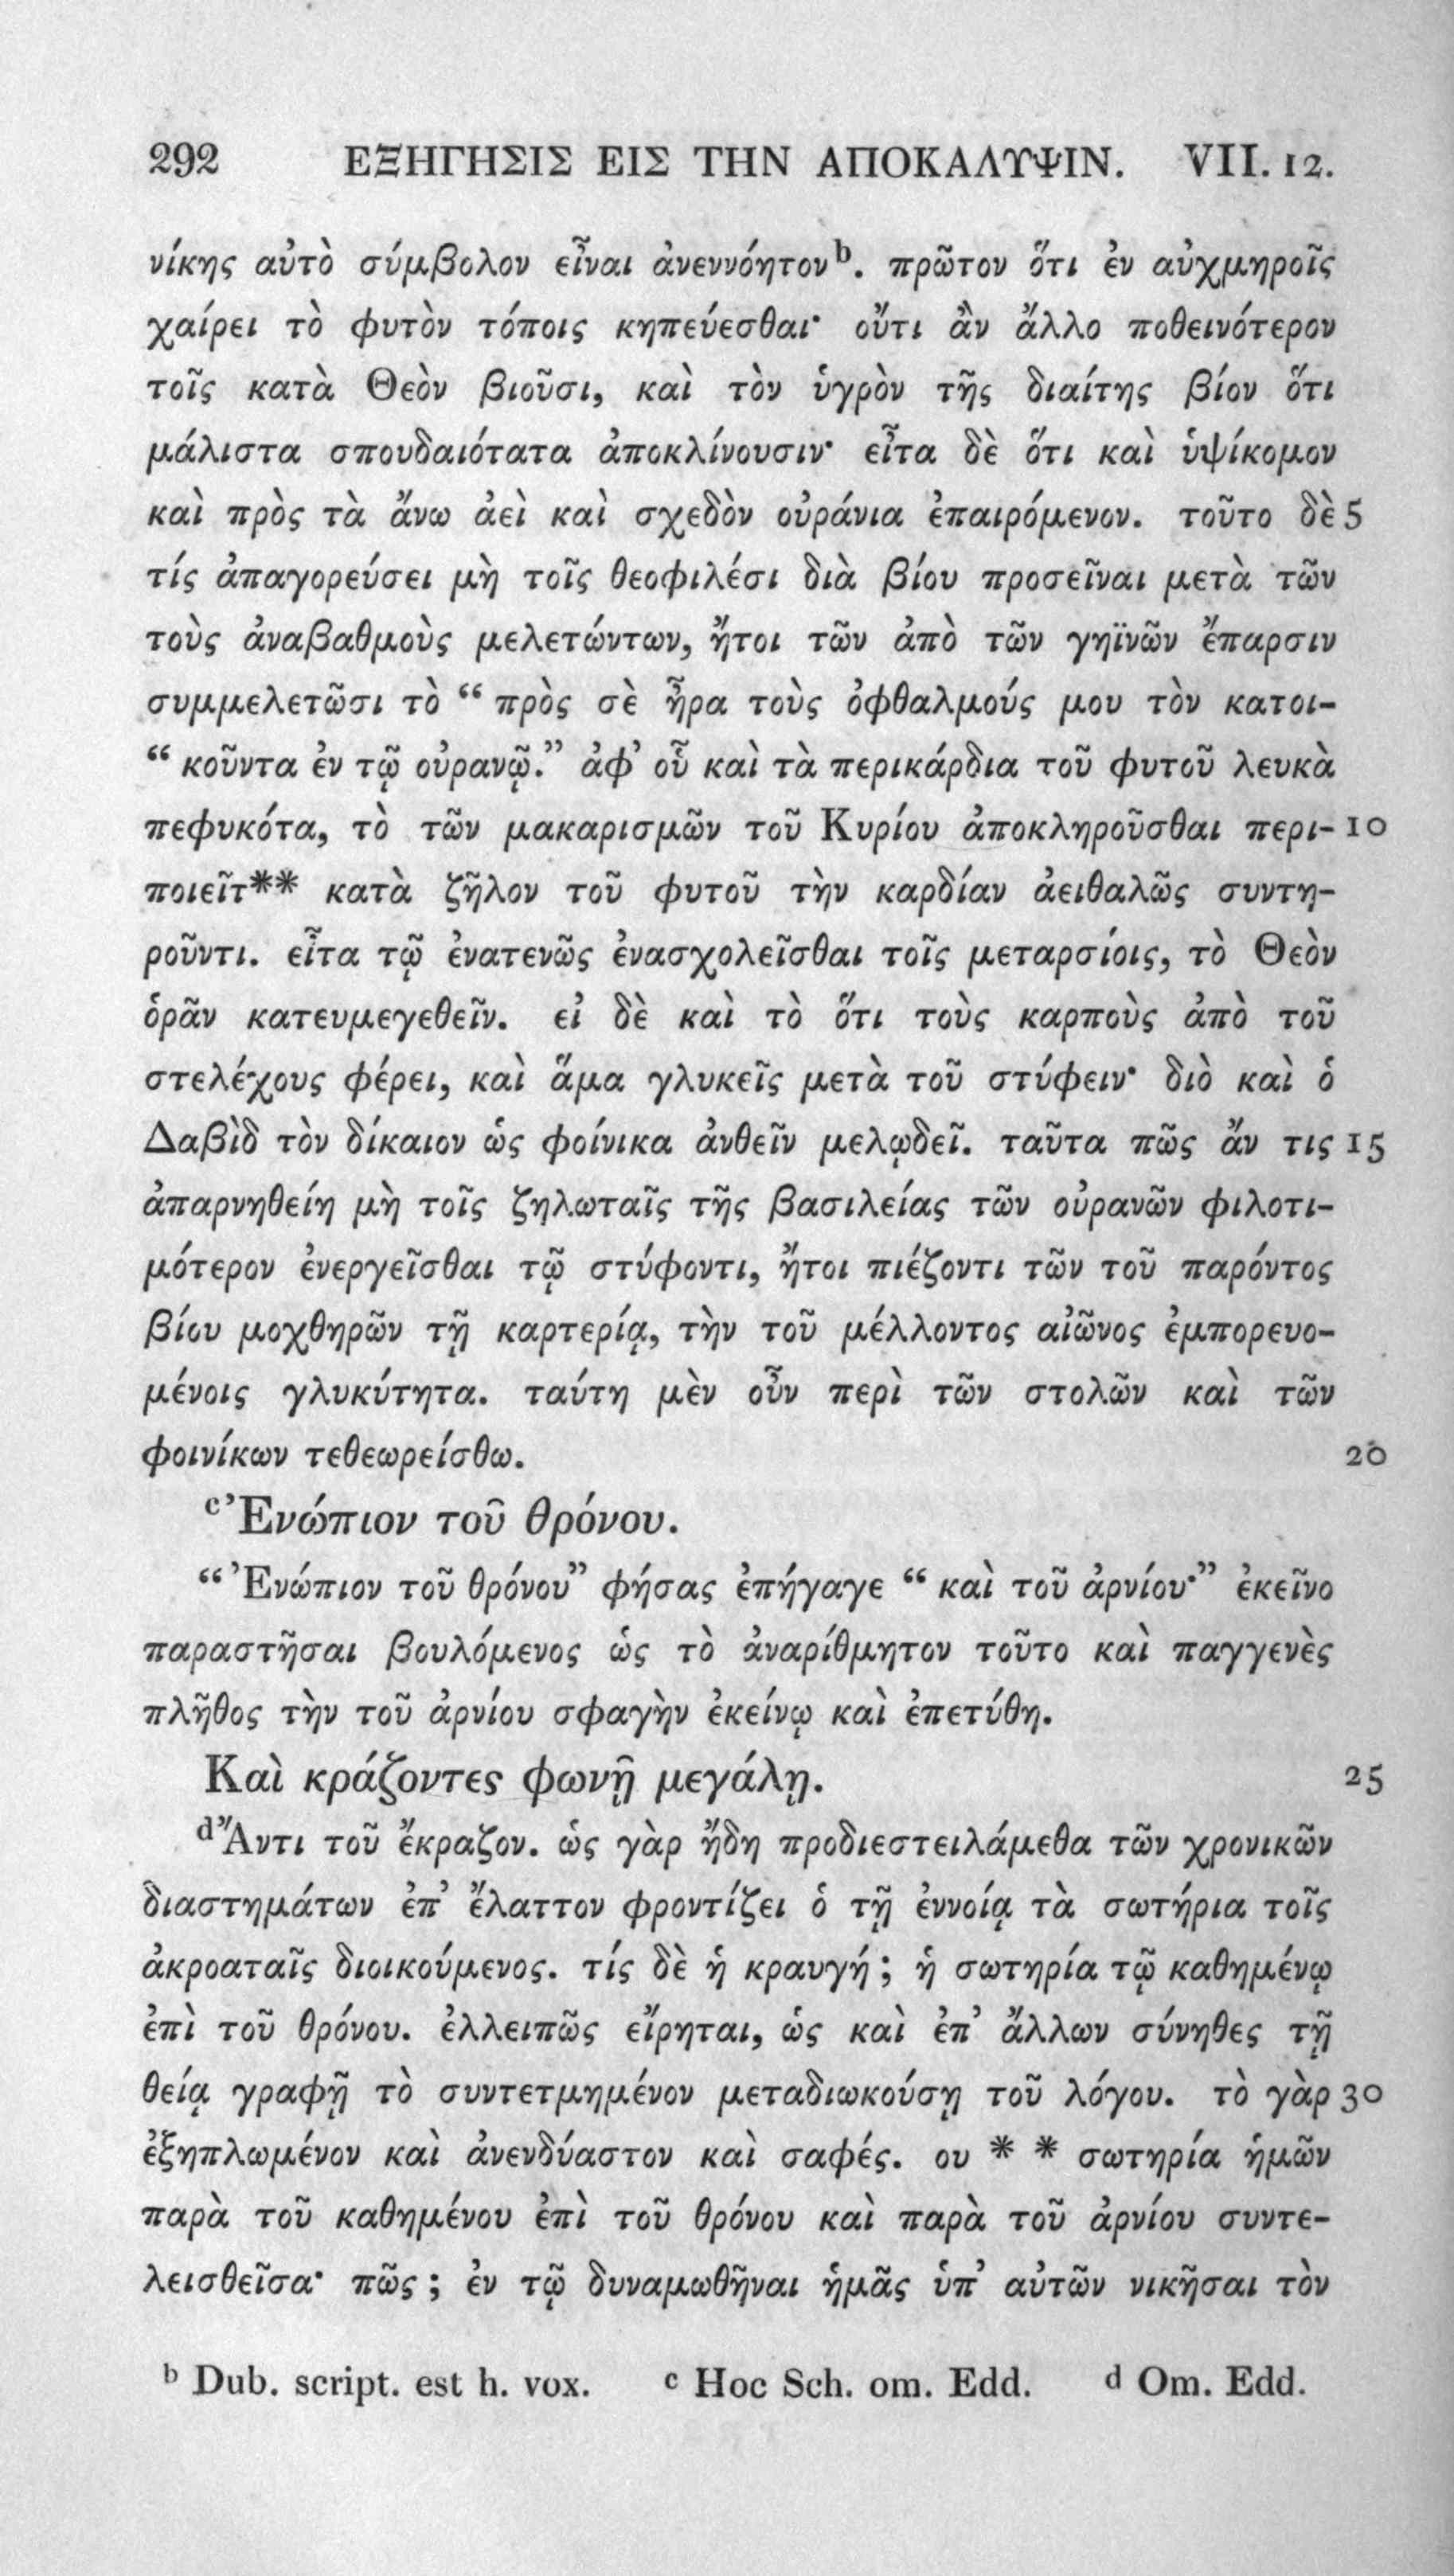 292 ΕΞΗΓΗΣΙΣ ΕΙΣ ΤΗΝ ΑΠΟΚΑΛΥΨΙΝ. VII. 12.
νίκης αὐτὸ σύμβολον εἶναι ἀνεννόητονᵇ. πρῶτον ὅτι ἐν αὐχμηροῖς
χαίρει τὸ φυτὸν τόποις κηπεύεσθαι· οὔτι ἂν ἄλλο ποθεινότερον
τοῖς κατὰ Θεὸν βιοῦσι, καὶ τὸν ὑγρὸν τῆς διαίτης βίον ὅτι
μάλιστα σπουδαιότατα ἀποκλίνουσιν· εἶτα δὲ ὅτι καὶ ὑψίκομον
καὶ πρὸς τὰ ἄνω ἀεὶ καὶ σχεδὸν οὐράνια ἐπαιρόμενον. τοῦτο δὲ 5
τίς ἀπαγορεύσει μὴ τοῖς θεοφιλέσι διὰ βίου προσεῖναι μετὰ τῶν
τοὺς ἀναβαθμοὺς μελετώντων, ἤτοι τῶν ἀπὸ τῶν γηϊνῶν ἔπαρσιν
συμμελετῶσι τὸ “ πρὸς σὲ ἦρα τοὺς ὀφθαλμούς μου τὸν κατοι-
“ κοῦντα ἐν τῷ οὐρανῷ.” ἀφ’ οὗ καὶ τὰ περικάρδια τοῦ φυτοῦ λευκὰ
πεφυκότα, τὸ τῶν μακαρισμῶν τοῦ Κυρίου ἀποκληροῦσθαι περι- 10
ποιεῖτ** κατὰ ζῆλον τοῦ φυτοῦ τὴν καρδίαν ἀειθαλῶς συντη-
ροῦντι. εἶτα τῷ ἐνατενῶς ἐνασχολεῖσθαι τοῖς μεταρσίοις, τὸ Θεὸν
ὁρᾶν κατευμεγεθεῖν. εἰ δὲ καὶ τὸ ὅτι τοὺς καρποὺς ἀπὸ τοῦ
στελέχους φέρει, καὶ ἅμα γλυκεῖς μετὰ τοῦ στύφειν· διὸ καὶ ὁ
Δαβὶδ τὸν δίκαιον ὡς φοίνικα ἀνθεῖν μελῳδεῖ. ταῦτα πῶς ἄν τις 15
ἀπαρνηθείη μὴ τοῖς ζηλωταῖς τῆς βασιλείας τῶν οὐρανῶν φιλοτι-
μότερον ἐνεργεῖσθαι τῷ στύφοντι, ἤτοι πιέζοντι τῶν τοῦ παρόντος
βίου μοχθηρῶν τῇ καρτερίᾳ, τὴν τοῦ μέλλοντος αἰῶνος ἐμπορευο-
μένοις γλυκύτητα. ταύτη μὲν οὖν περὶ τῶν στολῶν καὶ τῶν
φοινίκων τεθεωρείσθω. 20
ᶜ Ἐνώπιον τοῦ θρόνου.
“ Ἐνώπιον τοῦ θρόνου” φήσας ἐπήγαγε “ καὶ τοῦ ἀρνίου·” ἐκεῖνο
παραστῆσαι βουλόμενος ὡς τὸ ἀναρίθμητον τοῦτο καὶ παγγενὲς
πλῆθος τὴν τοῦ ἀρνίου σφαγὴν ἐκείνῳ καὶ ἐπετύθη.
Καὶ κράζοντες φωνῇ μεγάλῃ. 25
ᵈ Ἄντι τοῦ ἔκραζον. ὡς γὰρ ἤδη προδιεστειλάμεθα τῶν χρονικῶν
διαστημάτων ἐπ’ ἔλαττον φροντίζει ὁ τῇ ἐννοίᾳ τὰ σωτήρια τοῖς
ἀκροαταῖς διοικούμενος. τίς δὲ ἡ κραυγή; ἡ σωτηρία τῷ καθημένῳ
ἐπὶ τοῦ θρόνου. ἐλλειπῶς εἴρηται, ὡς καὶ ἐπ’ ἄλλων σύνηθες τῇ
θείᾳ γραφῇ τὸ συντετμημένον μεταδιωκούσῃ τοῦ λόγου. τὸ γὰρ 30
ἐξηπλωμένον καὶ ἀνενδύαστον καὶ σαφές. ου * * σωτηρία ἡμῶν
παρὰ τοῦ καθημένου ἐπὶ τοῦ θρόνου καὶ παρὰ τοῦ ἀρνίου συντε-
λεισθεῖσα· πῶς; ἐν τῷ δυναμωθῆναι ἡμᾶς ὑπ’ αὐτῶν νικῆσαι τὸν
ᵇ Dub. script. est h. vox. ᶜ Hoc Sch. om. Edd. ᵈ Om. Edd.